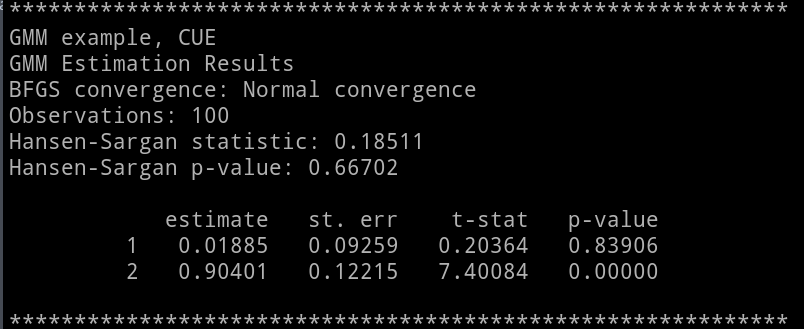 ************************************************************
GMM example, CUE
GMM Estimation Results
BFGS convergence: Normal convergence
Observations: 100
Hansen-Sargan statistic: 0.18511
Hansen-Sargan p-value: 0.66702
estimate st. err t-stat p-value
1 0.01885 0.09259 0.20364 0.83906
2 0.90401 0.12215 7.40084 0.00000
************************************************************